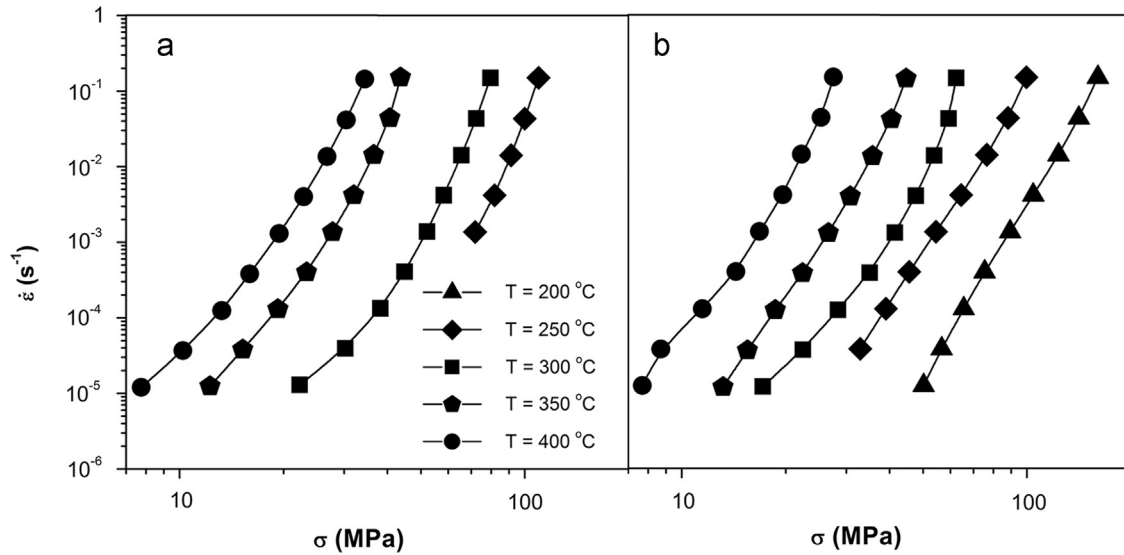 a
b
1
10⁻¹
10⁻²
10⁻³
10⁻⁴
10⁻⁵
10⁻⁶
ε̇ (s⁻¹)
T = 200 °C
T = 250 °C
T = 300 °C
T = 350 °C
T = 400 °C
10
100
10
100
σ (MPa)
σ (MPa)